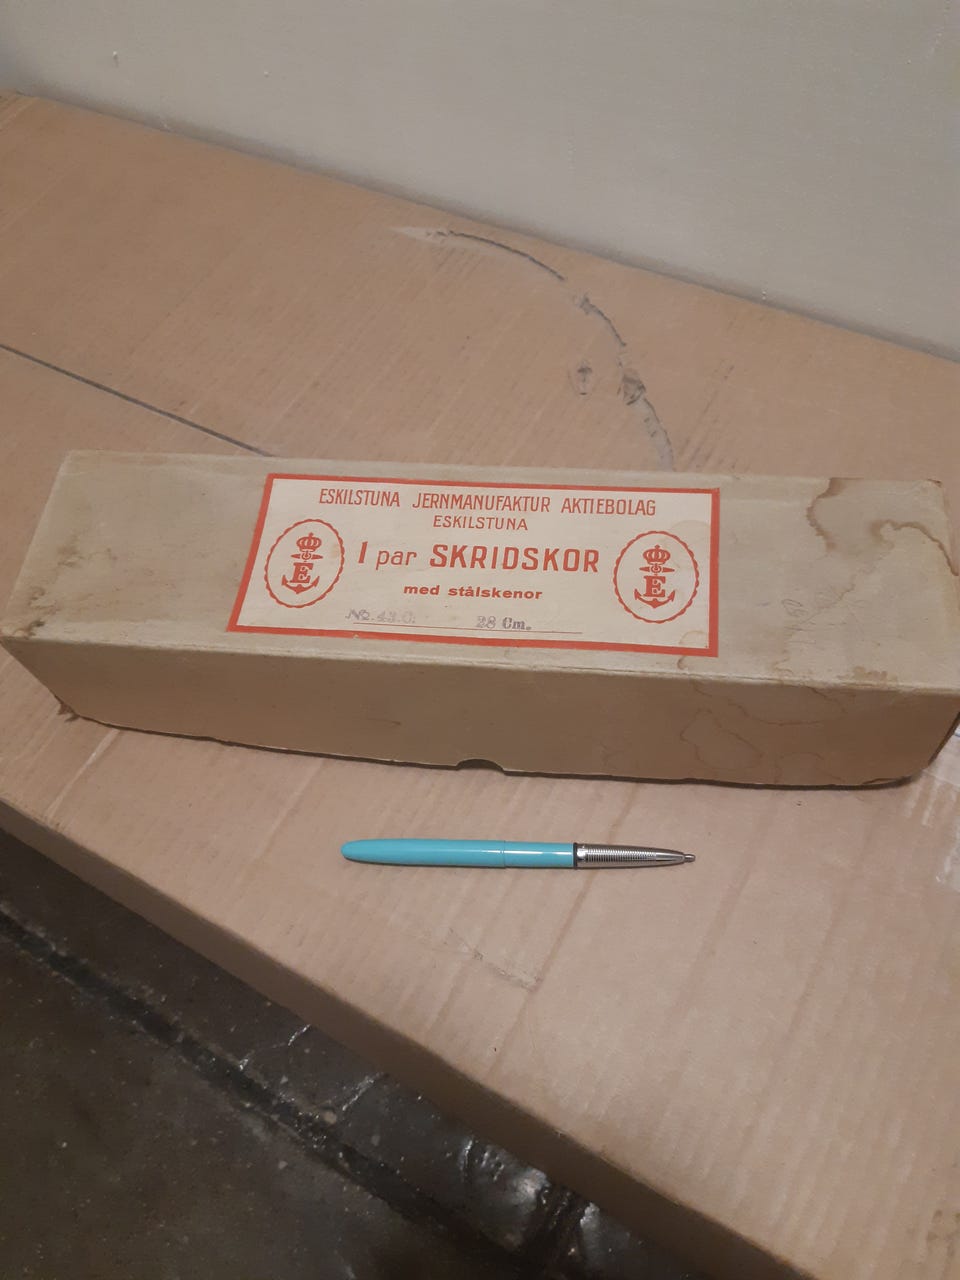 ESKILSTUNA JERNMANUFAKTUR AKTIEBOLAG
ESKILSTUNA
1 par SKRIDSKOR
med stålskenor
No. 28 Cm.
E
E